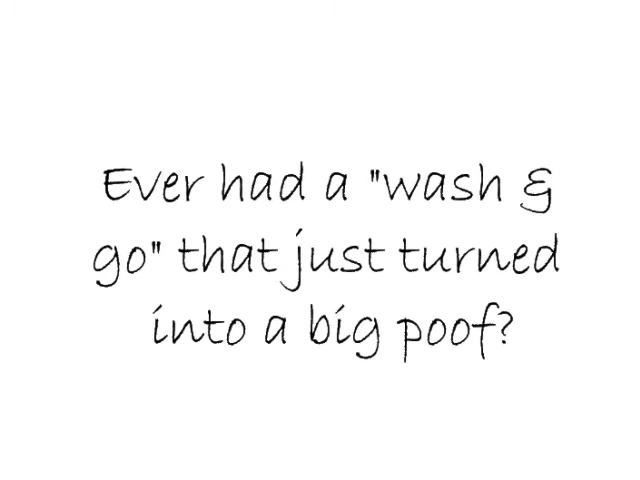 Ever had a "wash &
go" that just turned
into a big poof?